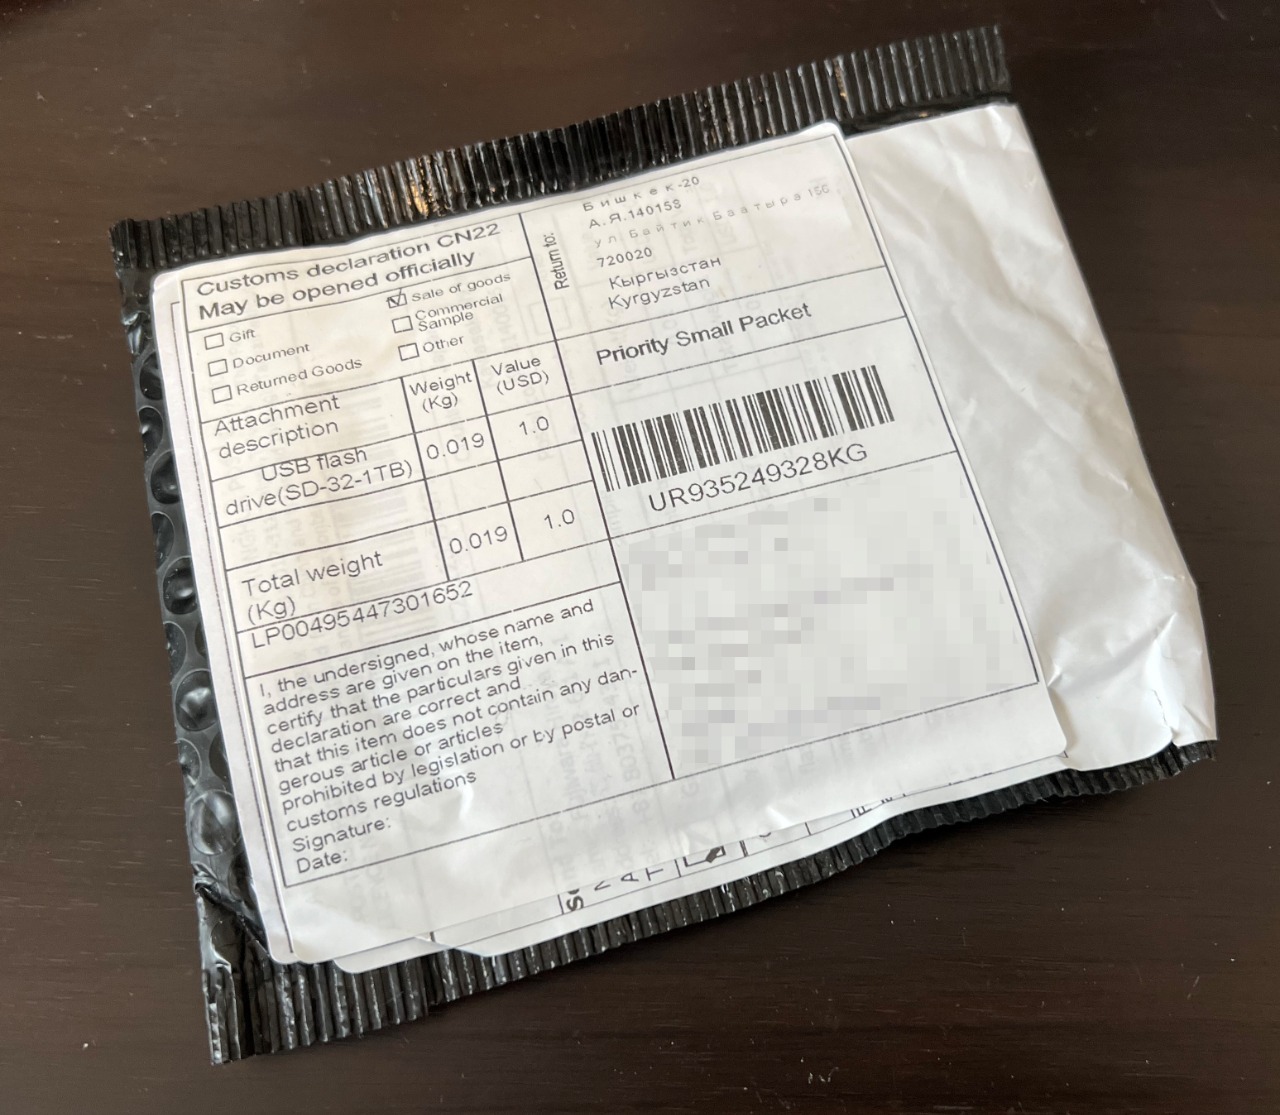 Customs declaration CN22
May be opened officially
Gift
Document
Returned Goods
Sale of goods
Commercial
Sample
Other
Attachment
description
Weight
(Kg)
Value
(USD)
USB flash
drive(SD-32-1TB)
0.019
1.0
Total weight
(Kg)
0.019
1.0
LP00495447301652
I, the undersigned, whose name and
address are given on the item,
certify that the particulars given in this
declaration are correct and
that this item does not contain any dan-
gerous article or articles
prohibited by legislation or by postal or
customs regulations
Signature:
Date:
Return to:
Бишкек-20
А.Я.140153
ул Байтик Баатыра
720020
Кыргызстан
Kyrgyzstan
Priority Small Packet
UR935249328KG